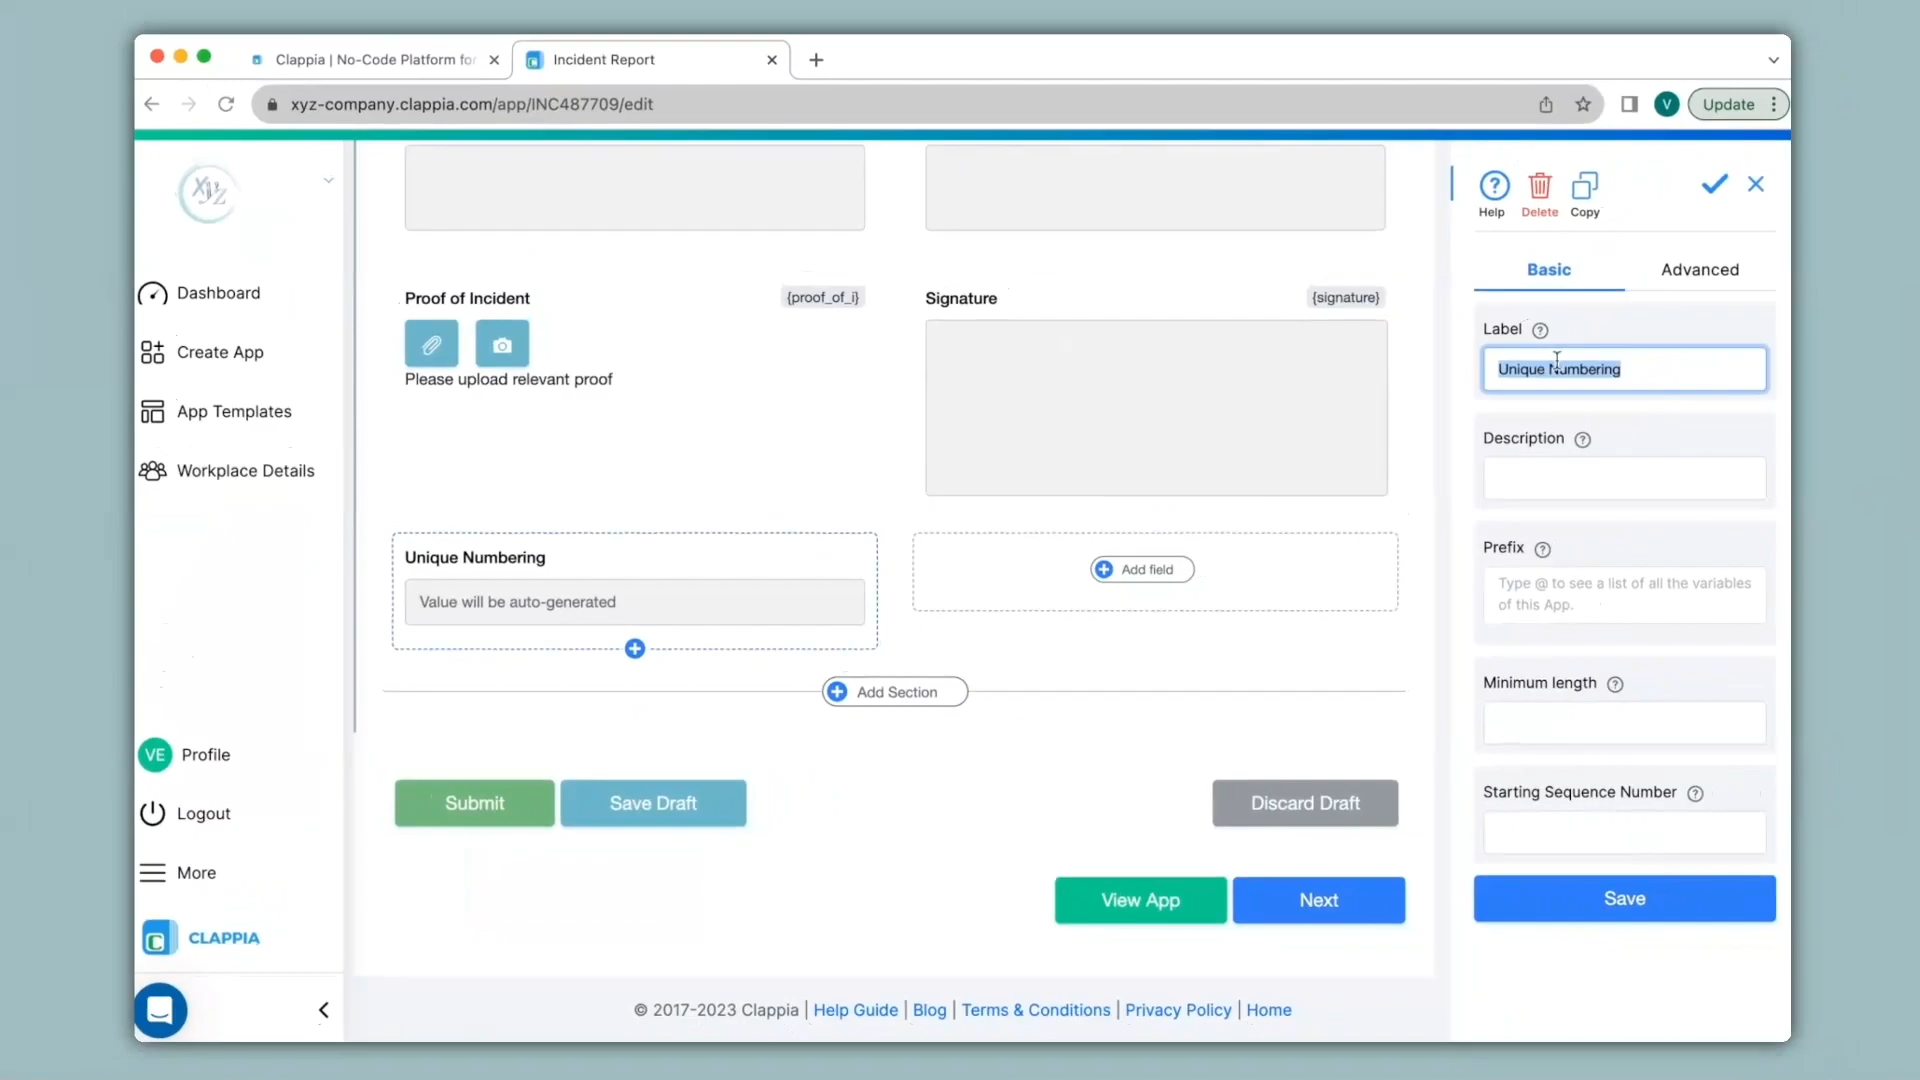 Clappia | No-Code Platform for
Incident Report
xyz-company.clappia.com/app/INC487709/edit
V
Update
xyz
Dashboard
Create App
App Templates
Workplace Details
VE
Profile
Logout
More
CLAPPIA
Proof of Incident
{proof_of_i}
Please upload relevant proof
Signature
{signature}
Unique Numbering
Value will be auto-generated
Add field
Add Section
Submit
Save Draft
Discard Draft
View App
Next
© 2017-2023 Clappia | Help Guide | Blog | Terms & Conditions | Privacy Policy | Home
Help
Delete
Copy
Basic
Advanced
Label
Unique Numbering
Description
Prefix
Type @ to see a list of all the variables
of this App.
Minimum length
Starting Sequence Number
Save